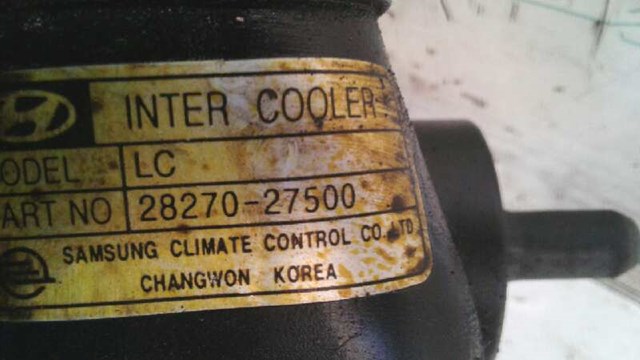 INTER COOLER
ODEL LC
ART NO 28270-27500
SAMSUNG CLIMATE CONTROL CO., LTD
CHANGWON KOREA